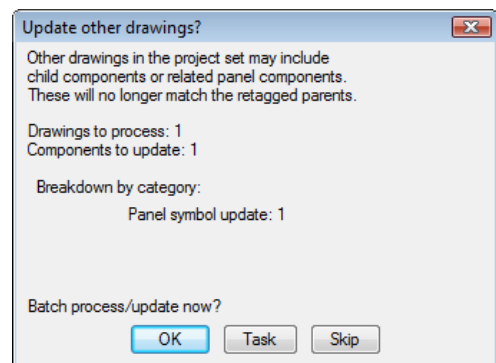 Update other drawings?
Other drawings in the project set may include
child components or related panel components.
These will no longer match the retagged parents.
Drawings to process: 1
Components to update: 1
Breakdown by category:
Panel symbol update: 1
Batch process/update now?
OK Task Skip